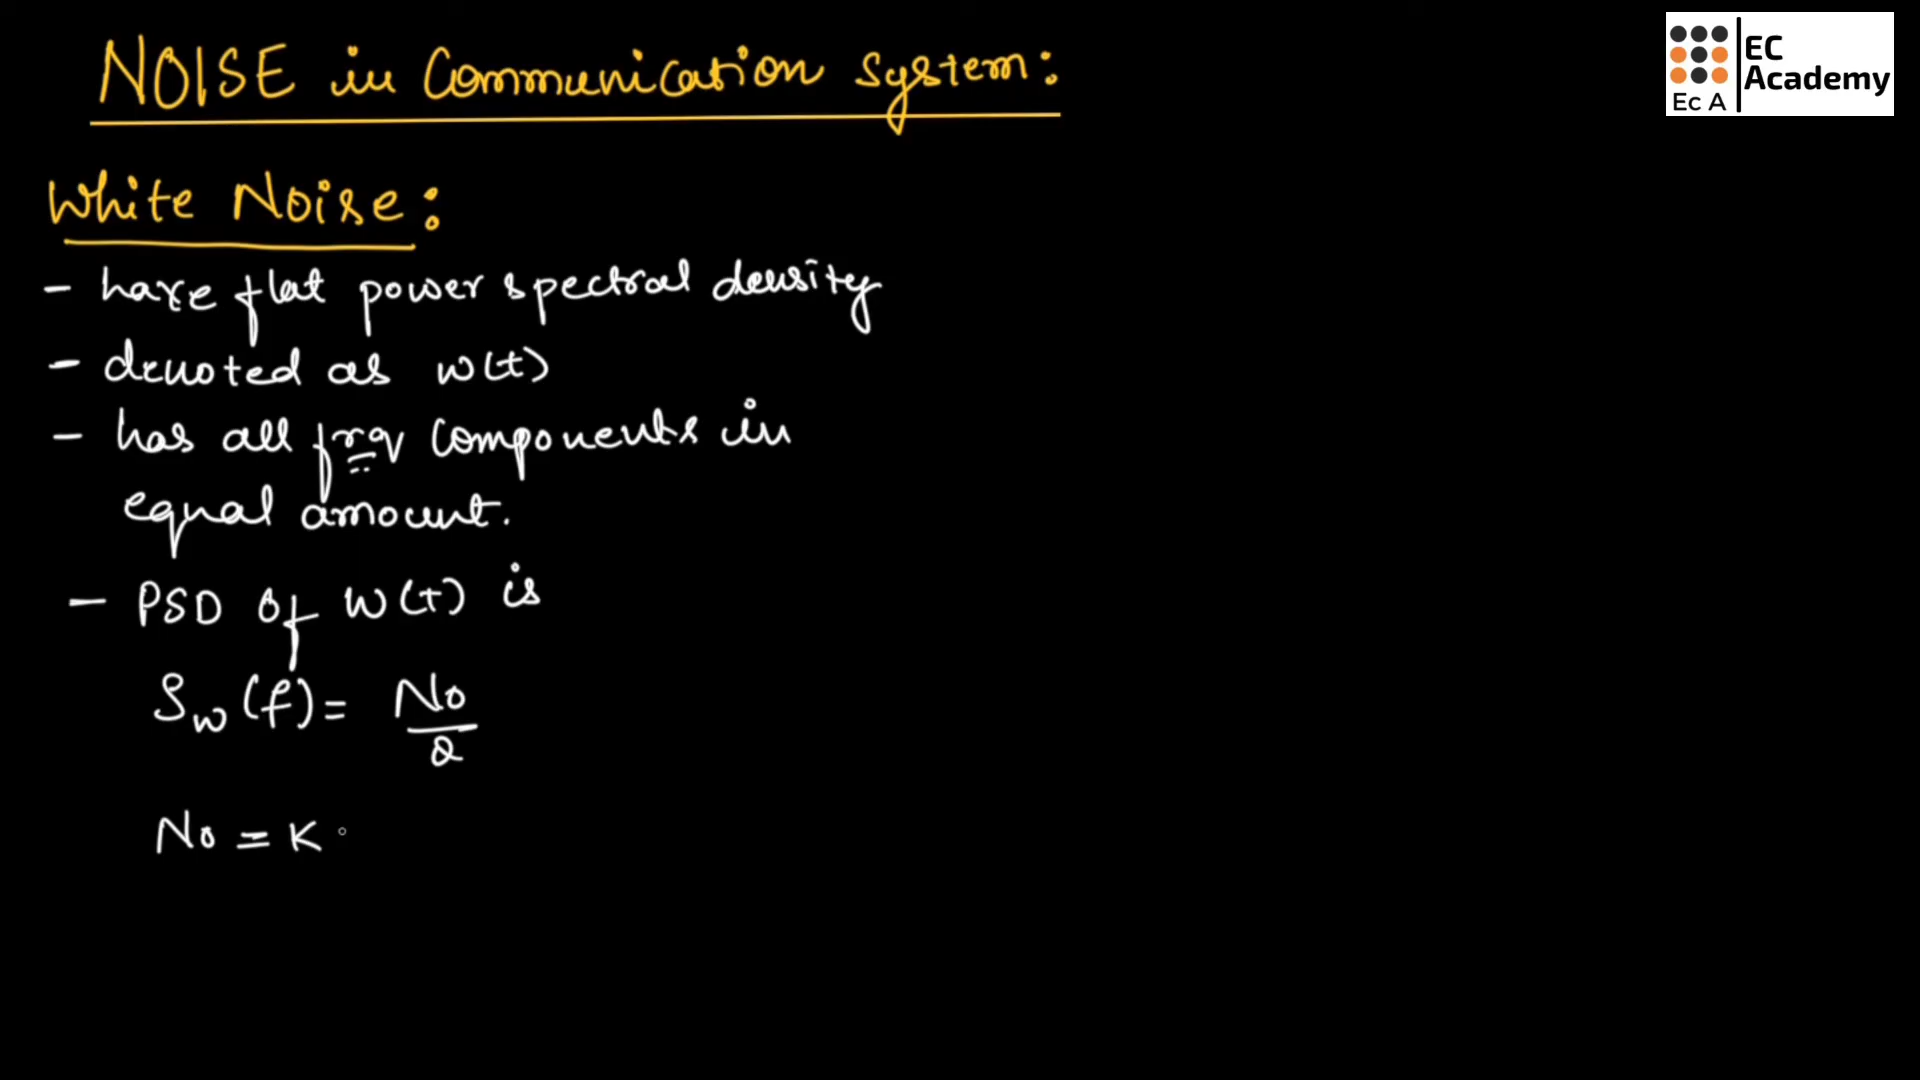 NOISE in Communication System:
EC
Academy
Ec A
White Noise:
- have flat power spectral density
- denoted as w(t)
- has all frq components in
equal amount.
- PSD of W(t) is
Sw(f) = No/2
No = K